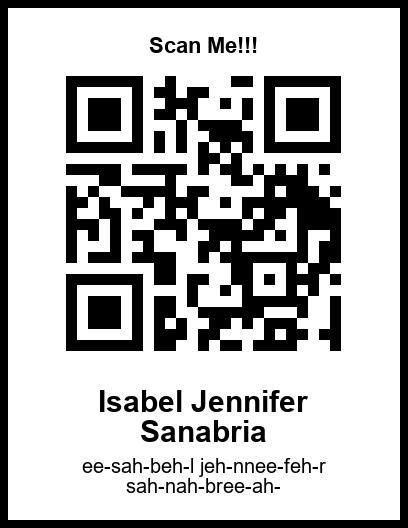 Scan Me!!!
Isabel Jennifer
Sanabria
ee-sah-beh-l jeh-nnee-feh-r
sah-nah-bree-ah-